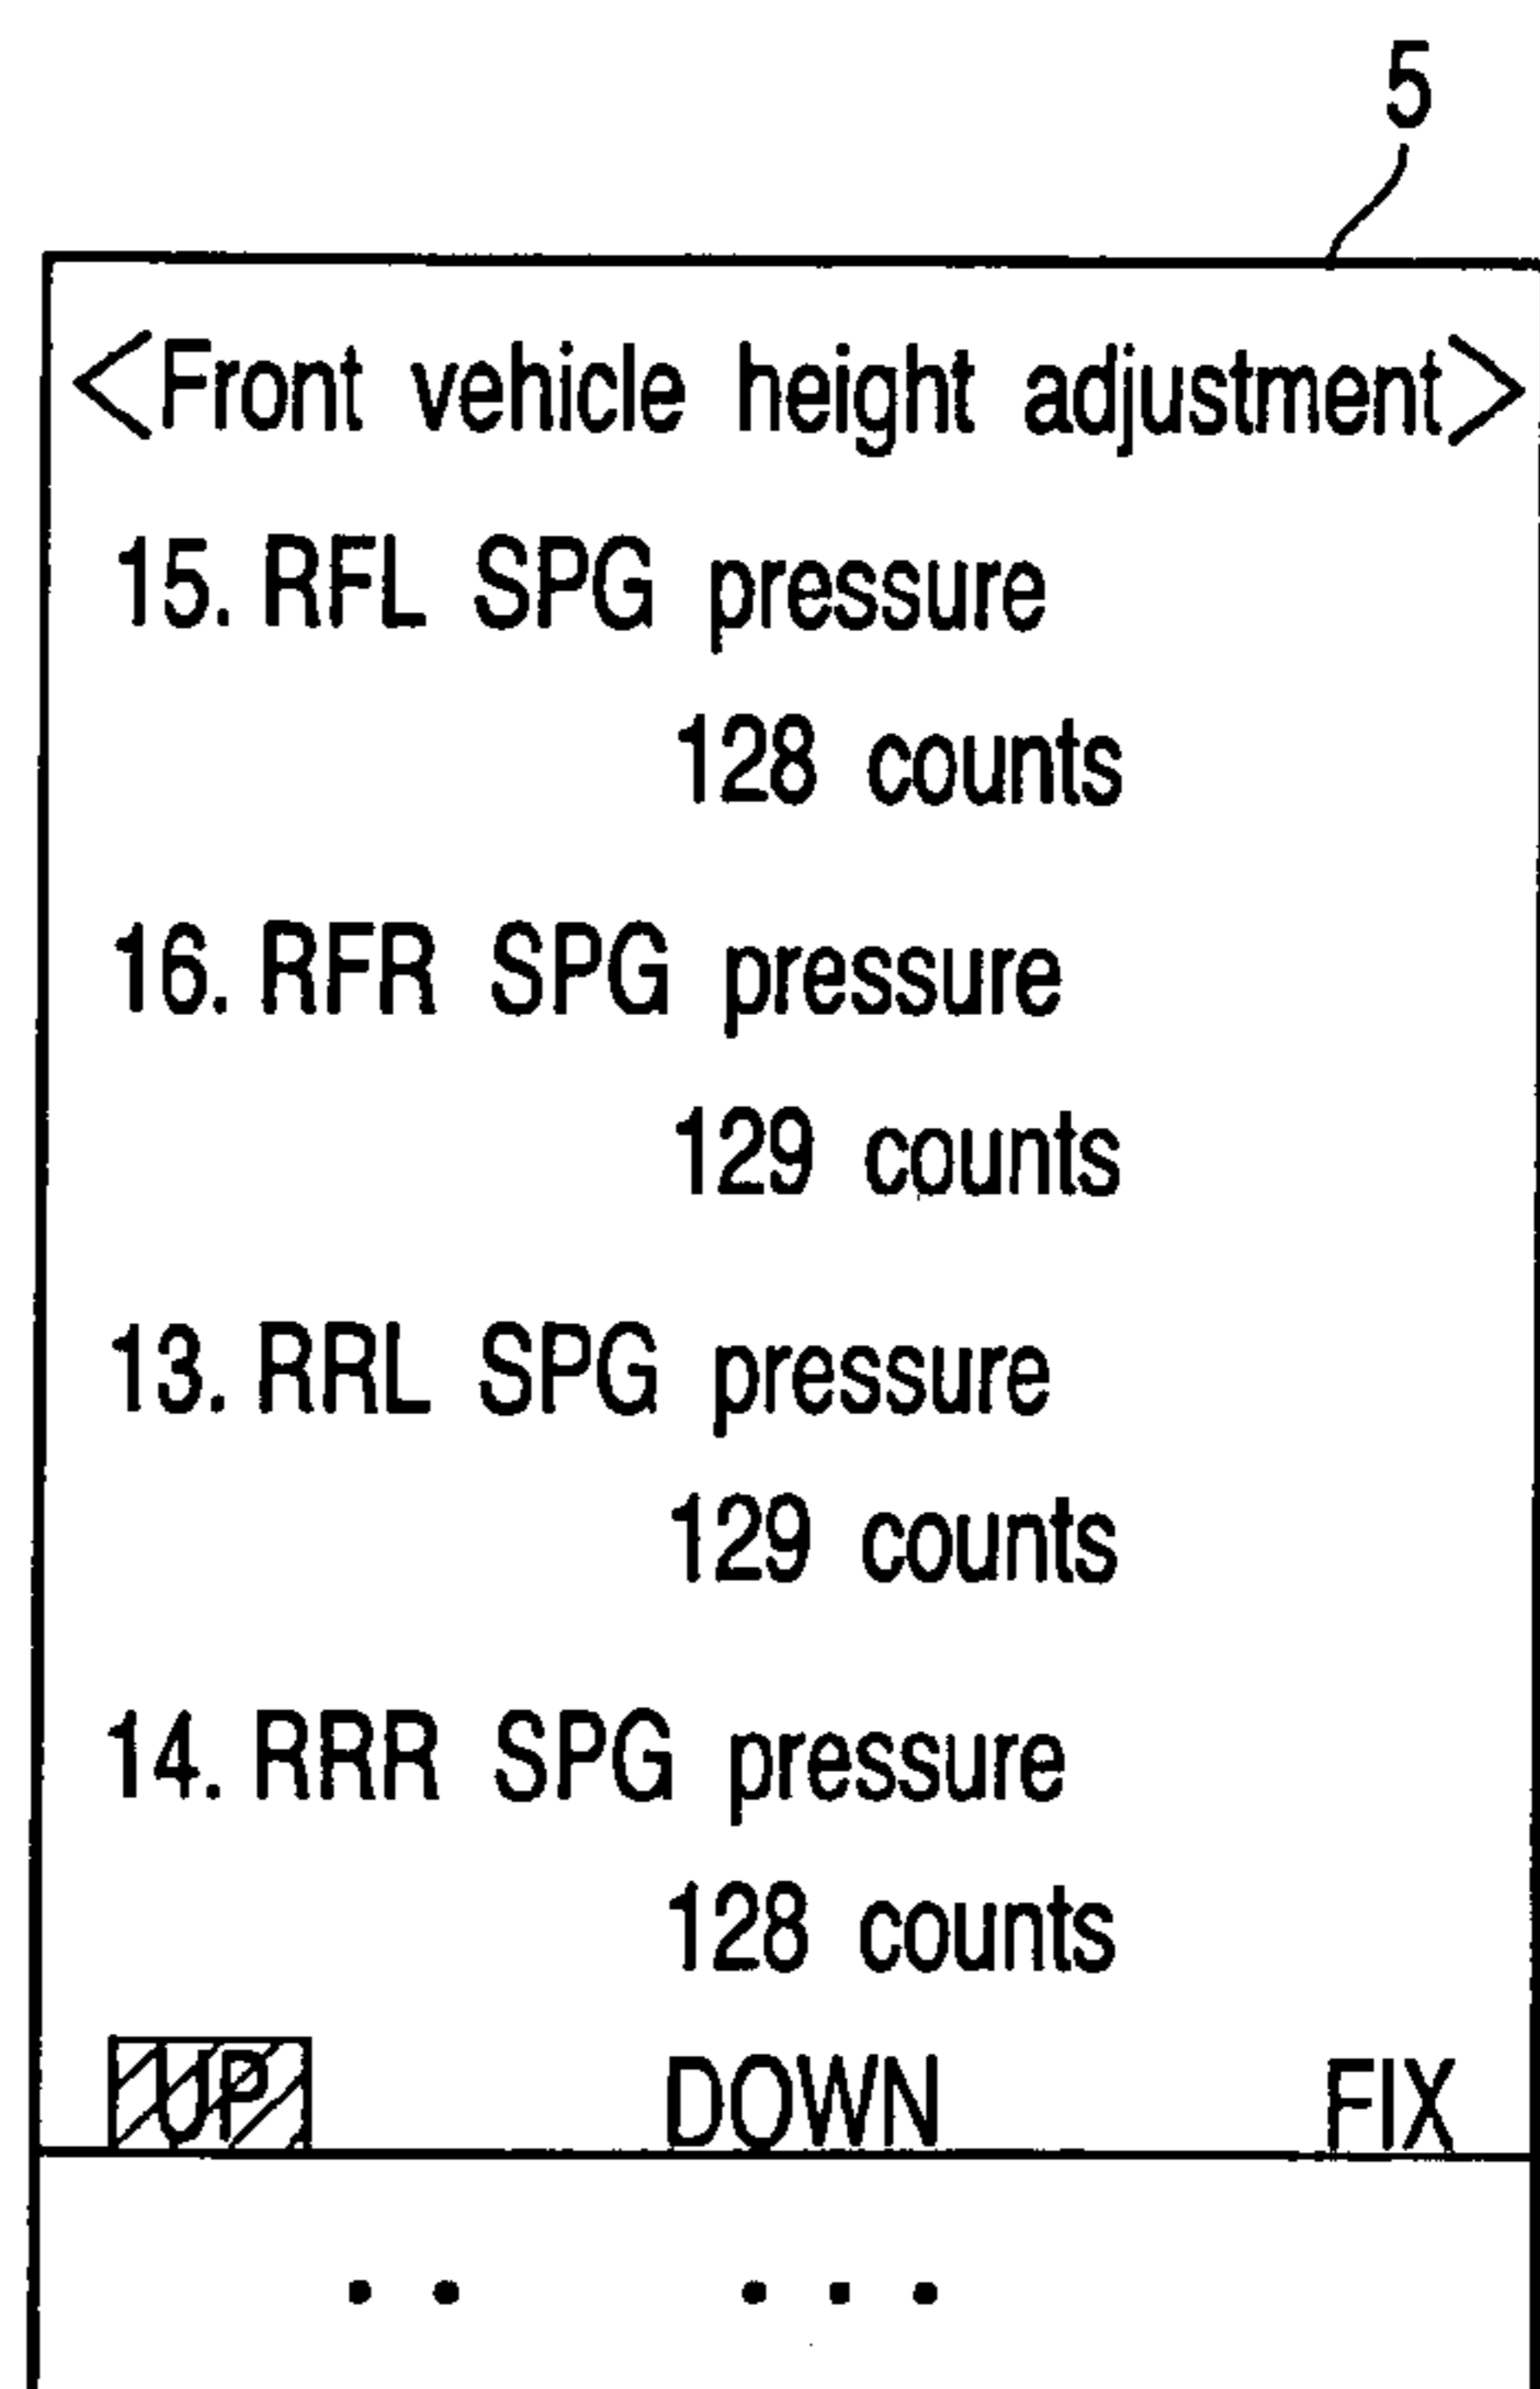 5
<Front vehicle height adjustment>
15. RFL SPG pressure
128 counts
16. RFR SPG pressure
129 counts
13. RRL SPG pressure
129 counts
14. RRR SPG pressure
128 counts
UP DOWN FIX